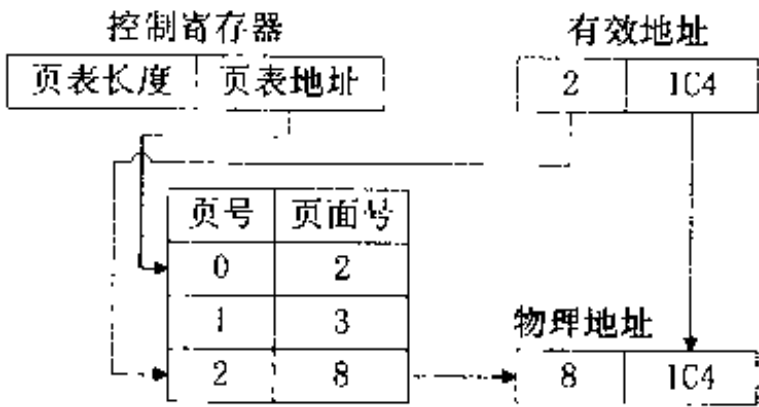 控制寄存器 有效地址
页表长度 页表地址 2 1C4
页号 页面号
0 2
1 3
物理地址
2 8 8 1C4